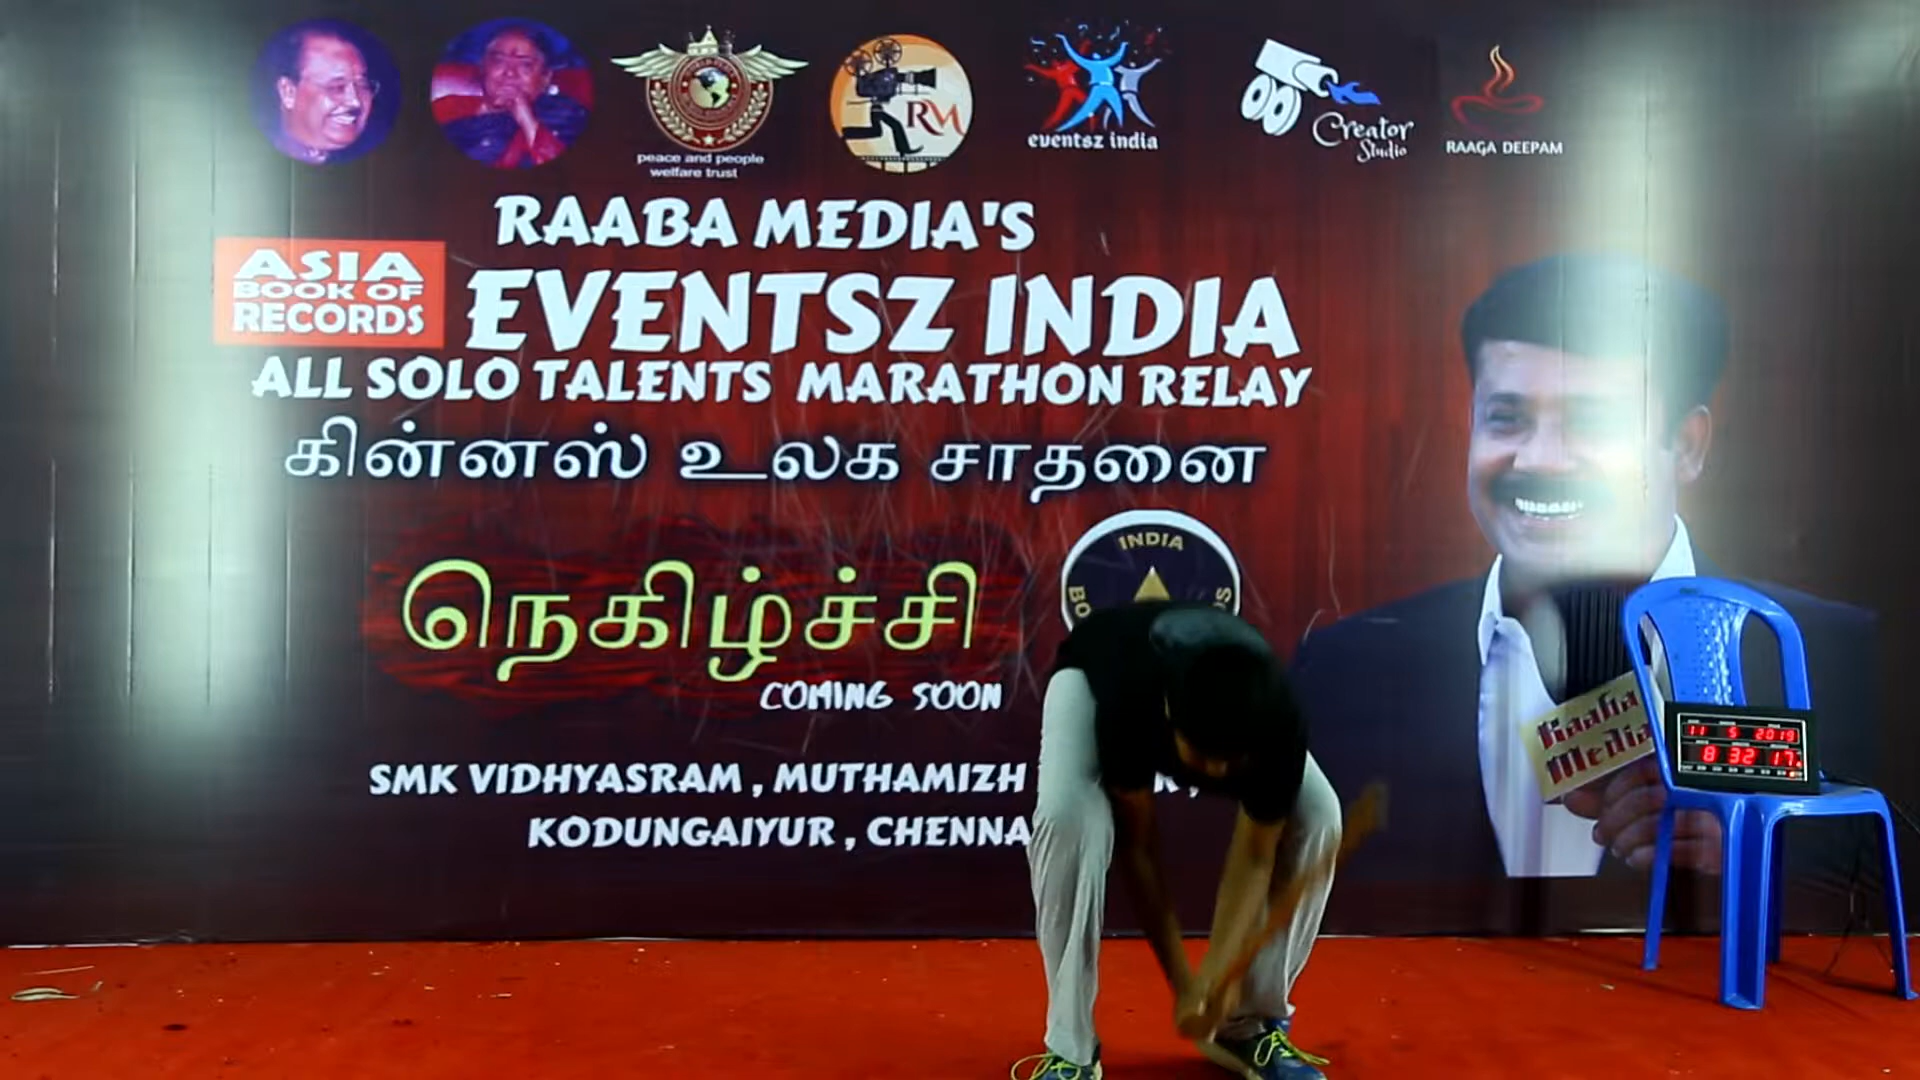 peace and people
welfare trust
RM
eventsz india
Creator
Studio
RAAGA DEEPAM
RAABA MEDIA'S
ASIA
BOOK OF
RECORDS
EVENTSZ INDIA
ALL SOLO TALENTS MARATHON RELAY
கின்னஸ் உலக சாதனை
INDIA
நெகிழ்ச்சி
COMING SOON
Raaba
Media
11 5 2019
8 32 17
SMK VIDHYASRAM , MUTHAMIZH
KODUNGAIYUR , CHENNA